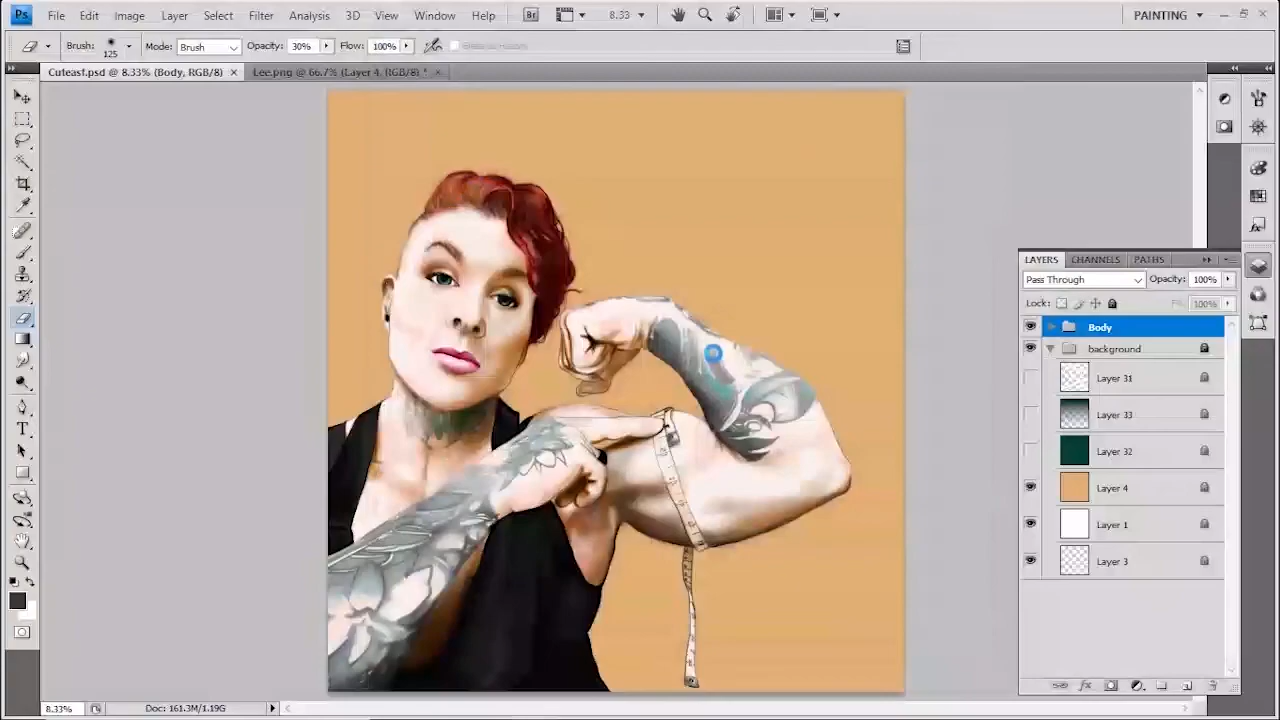 Ps File Edit Image Layer Select Filter Analysis 3D View Window Help Br 8.33 PAINTING
Brush: 125 Mode: Brush Opacity: 30% Flow: 100%
Cuteasf.psd @ 8.33% (Body, RGB/8) x Lee.png @ 66.7% (Layer 4, RGB/8) * x
LAYERS CHANNELS PATHS
Pass Through Opacity: 100%
Lock: Fill: 100%
Body
background
Layer 31
Layer 33
Layer 32
Layer 4
Layer 1
Layer 3
8.33% Doc: 161.3M/1.19G